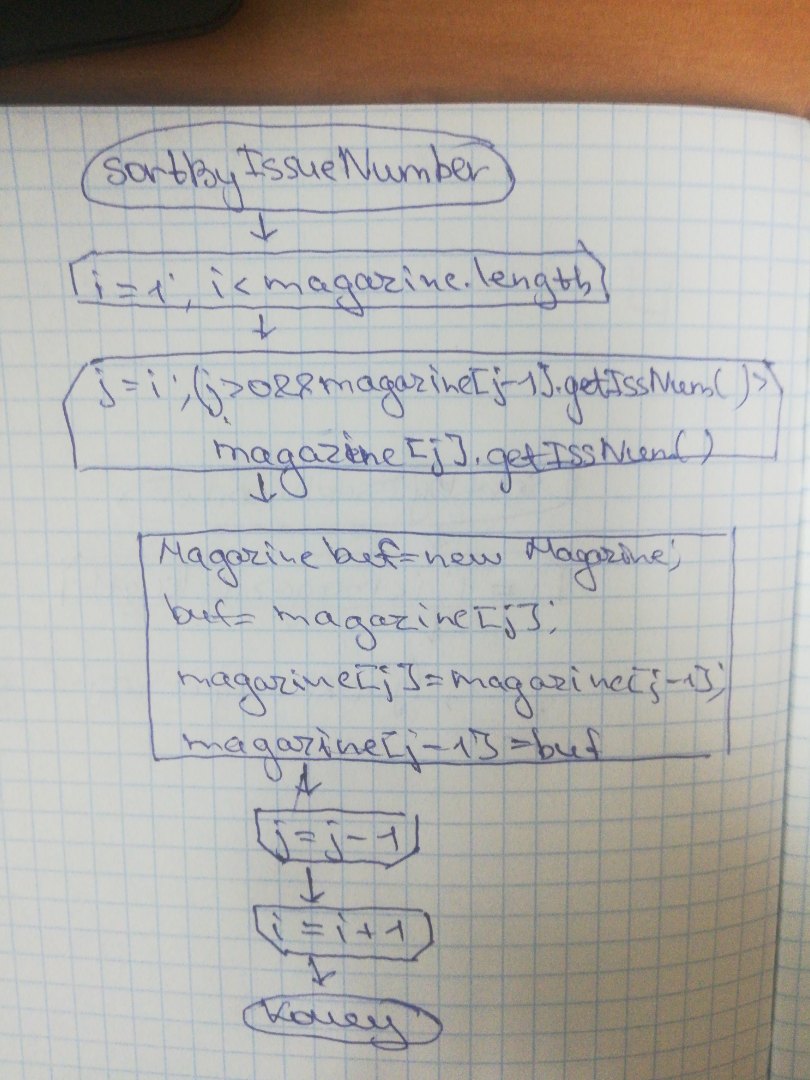 sortByIssueNumber
i = 1; i < magazine.length
j = i; (j > 0 && magazine[j-1].getIssNum() >
magazine[j].getIssNum()
Magazine buf = new Magazine;
buf = magazine[j];
magazine[j] = magazine[j-1];
magazine[j-1] = buf
j = j - 1
i = i + 1
Конец